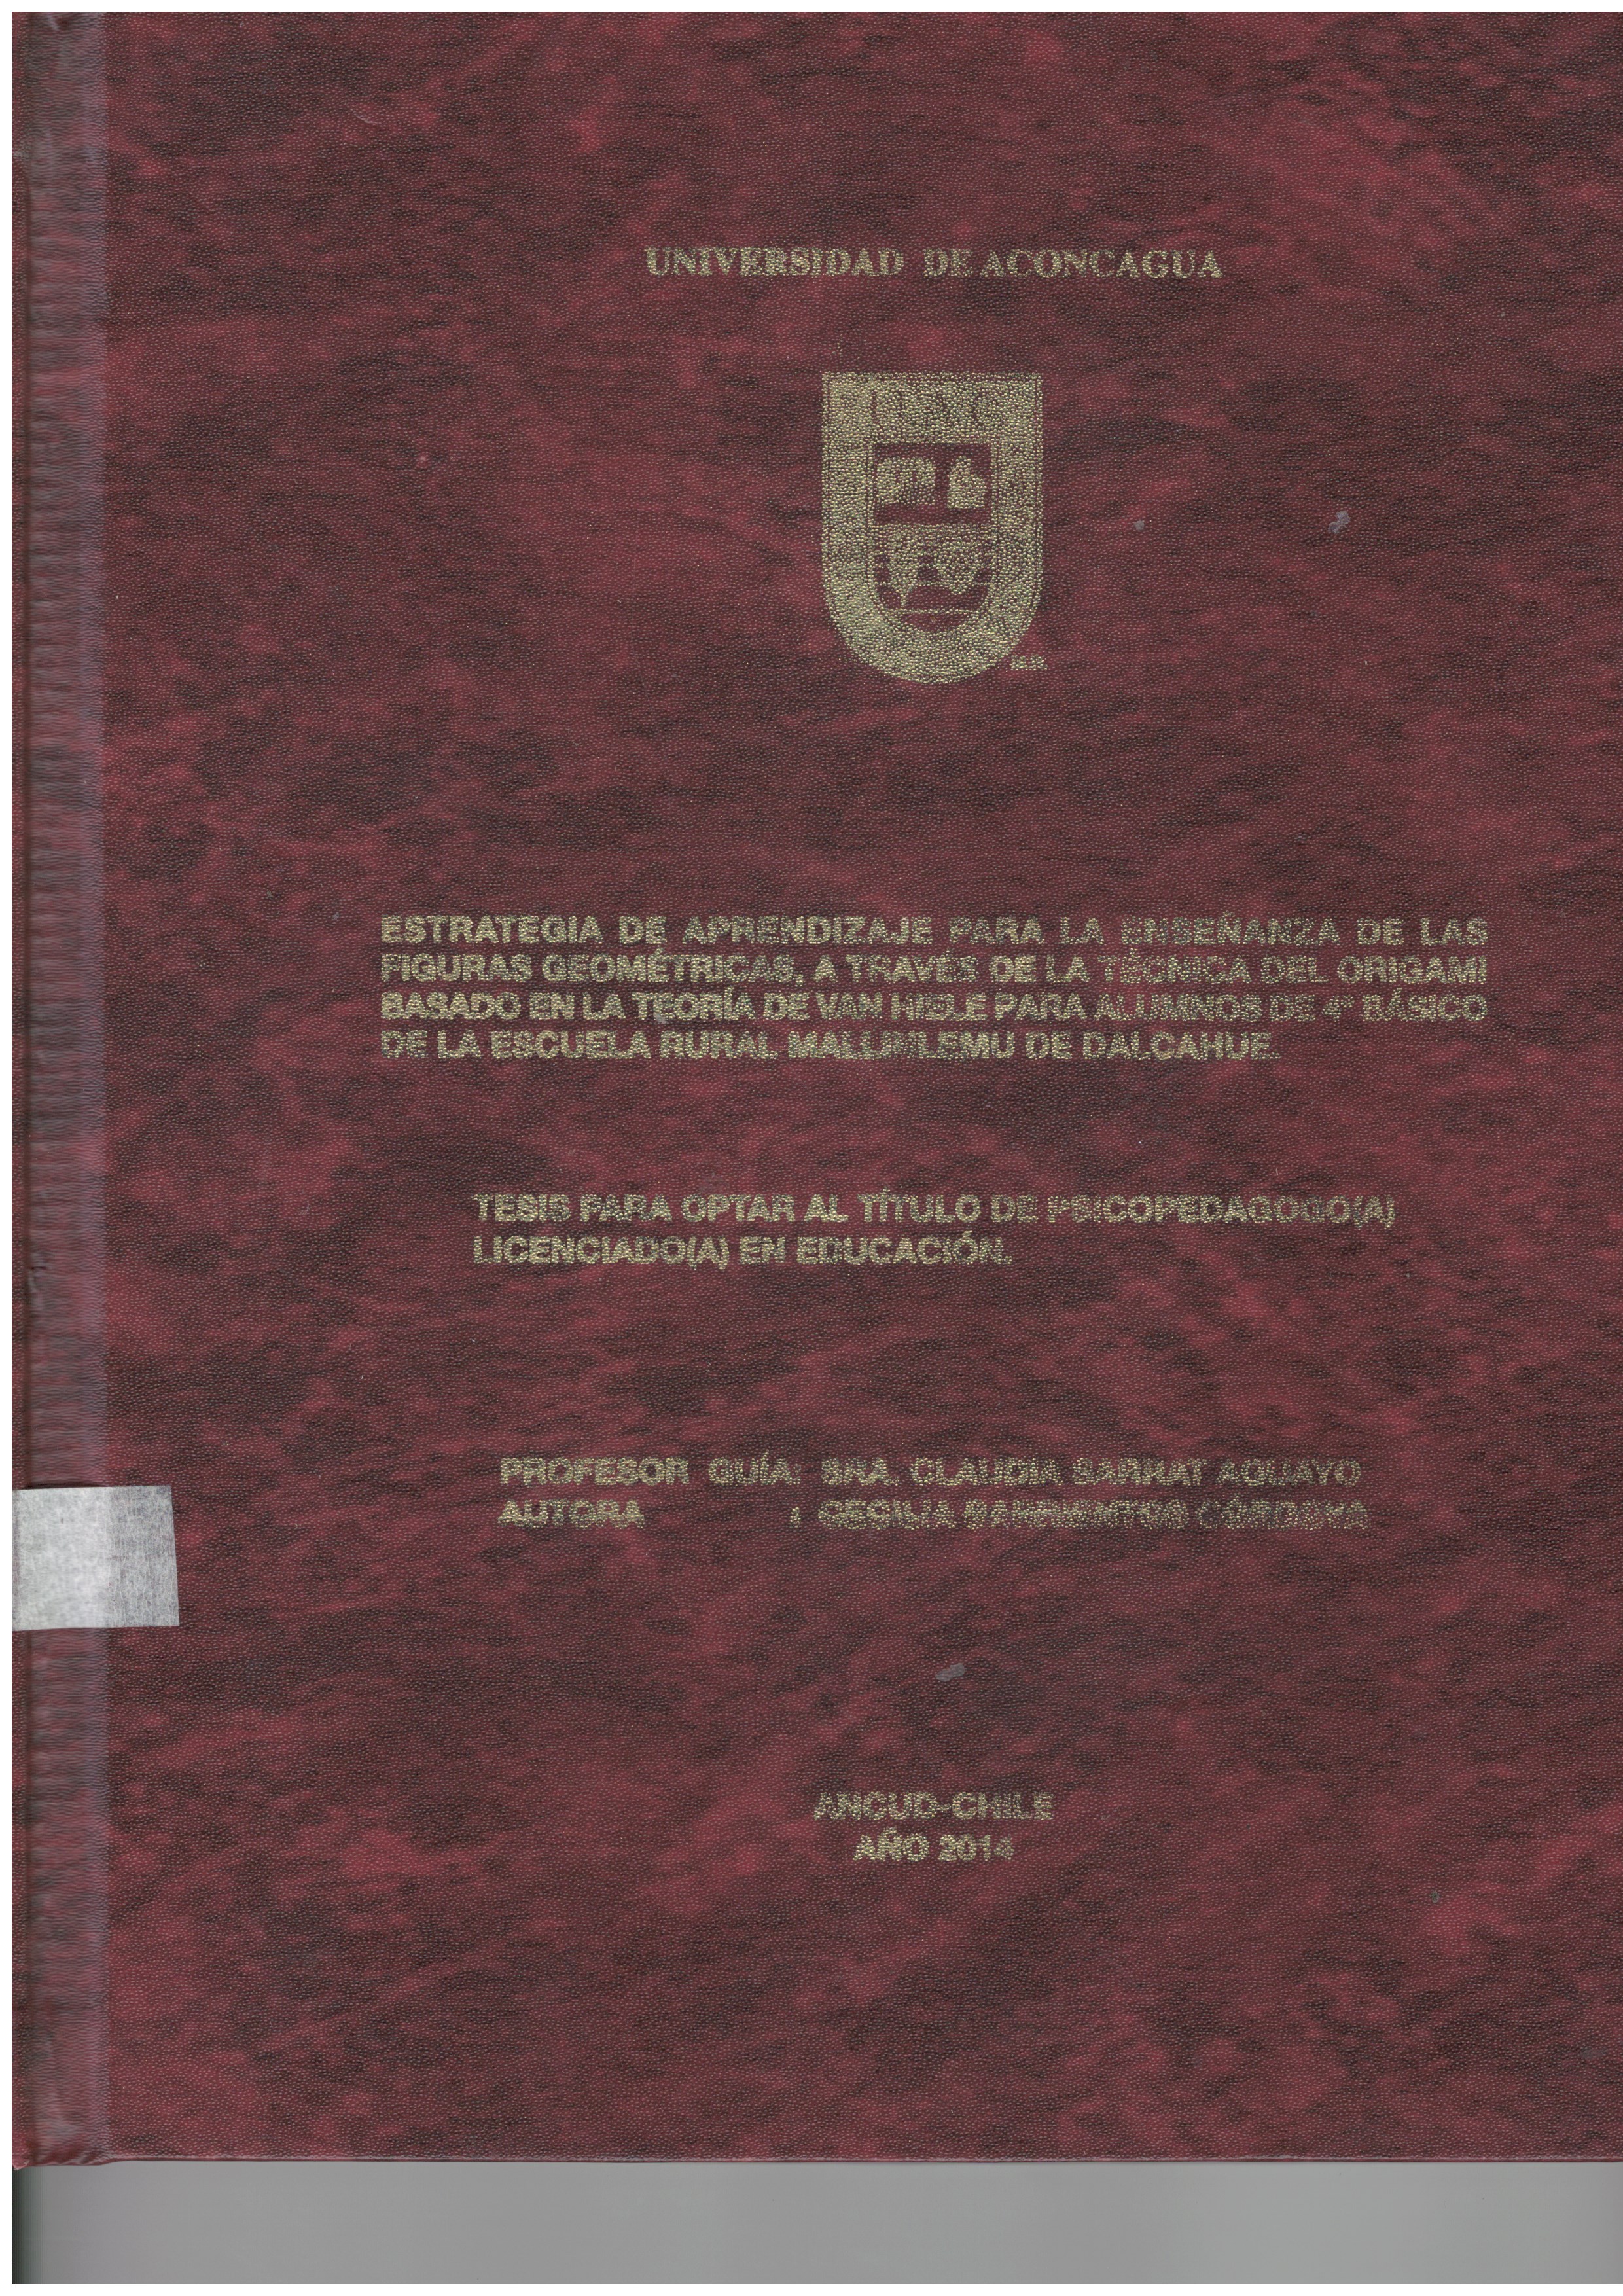 UNIVERSIDAD DE ACONCAGUA
ESTRATEGIA DE APRENDIZAJE PARA LA ENSEÑANZA DE LAS
FIGURAS GEOMÉTRICAS, A TRAVÉS DE LA TÉCNICA DEL ORIGAMI
BASADO EN LA TEORÍA DE VAN HIELE PARA ALUMNOS DE 4° BÁSICO
DE LA ESCUELA RURAL DE DALCAHUE.
TESIS PARA OPTAR AL TÍTULO DE PSICOPEDAGOGO(A)
LICENCIADO(A) EN EDUCACIÓN.
PROFESOR GUÍA: SRA. CLAUDIA SARRAT AGUAYO
AUTORA : CECILIA BARRIENTOS CÓRDOVA
ANCUD-CHILE
AÑO 2014